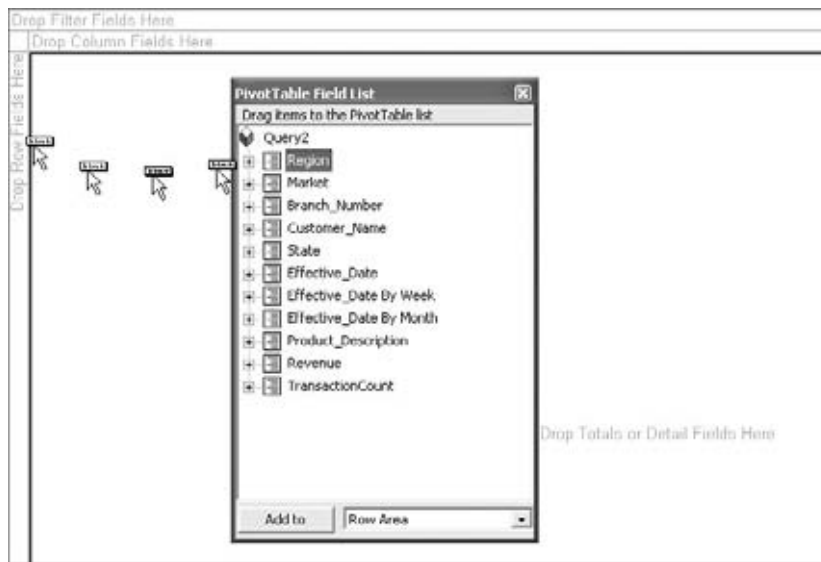 Drop Filter Fields Here
Drop Column Fields Here
Drop Row Fields Here
PivotTable Field List
Drag items to the PivotTable list
Query2
Region
Market
Branch_Number
Customer_Name
State
Effective_Date
Effective_Date By Week
Effective_Date By Month
Product_Description
Revenue
TransactionCount
Drop Totals or Detail Fields Here
Add to
Row Area